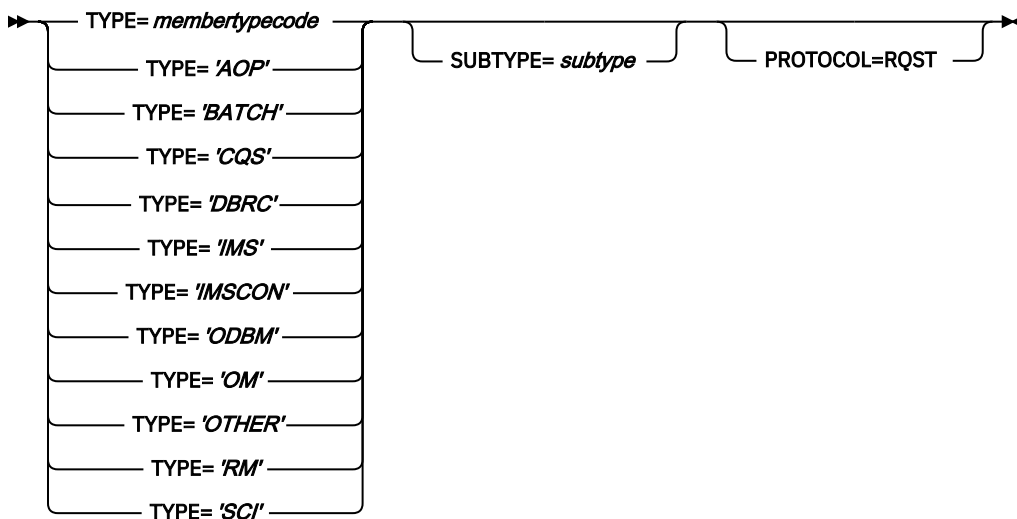 TYPE= membertypecode
SUBTYPE= subtype
PROTOCOL=RQST
TYPE= 'AOP'
TYPE= 'BATCH'
TYPE= 'CQS'
TYPE= 'DBRC'
TYPE= 'IMS'
TYPE= 'IMSCON'
TYPE= 'ODBM'
TYPE= 'OM'
TYPE= 'OTHER'
TYPE= 'RM'
TYPE= 'SCI'